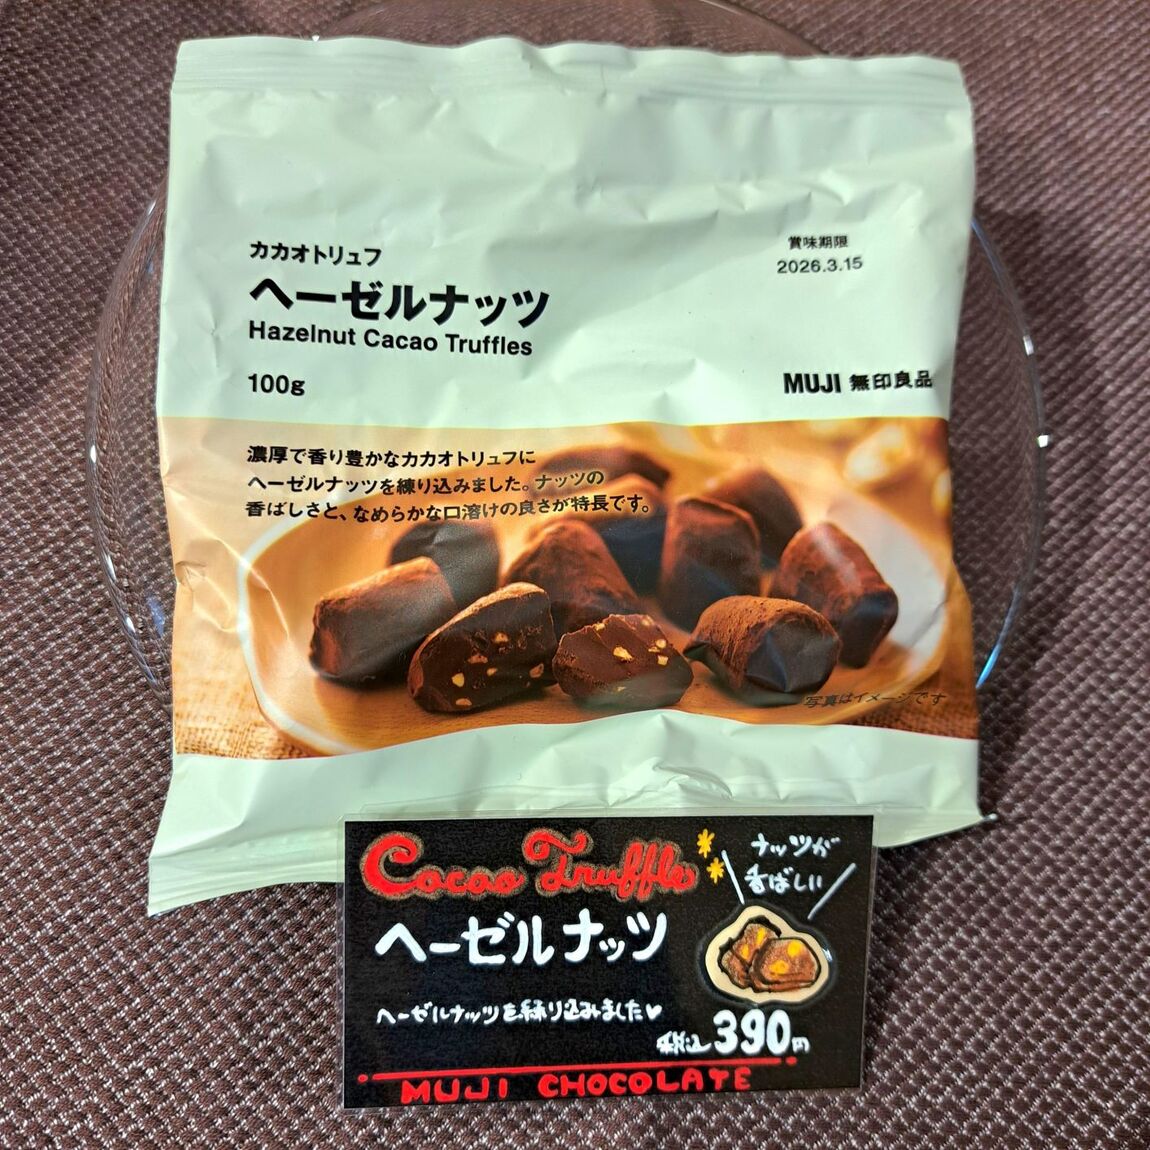 カカオトリュフ
ヘーゼルナッツ
Hazelnut Cacao Truffles
100g
賞味期限
2026.3.15
MUJI 無印良品
濃厚で香り豊かなカカオトリュフに
ヘーゼルナッツを練り込みました。ナッツの
香ばしさと、なめらかな口溶けの良さが特長です。
写真はイメージです
Cacao Truffle
ナッツが
香ばしい
ヘーゼルナッツ
ヘーゼルナッツを練り込みました♥
税込390円
MUJI CHOCOLATE